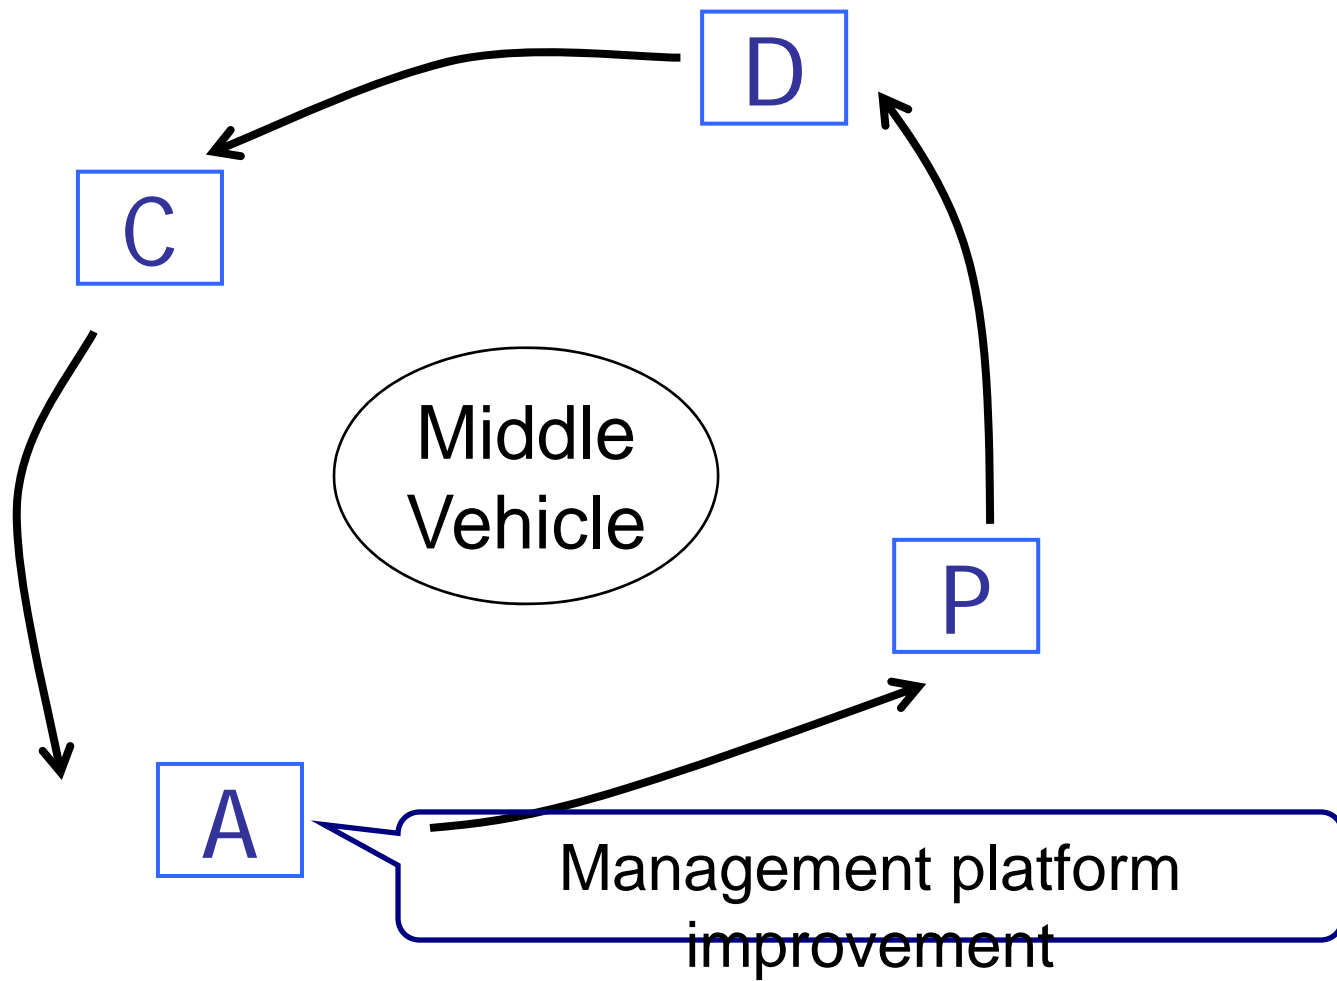 D
C
Middle
Vehicle
P
A
Management platform
improvement